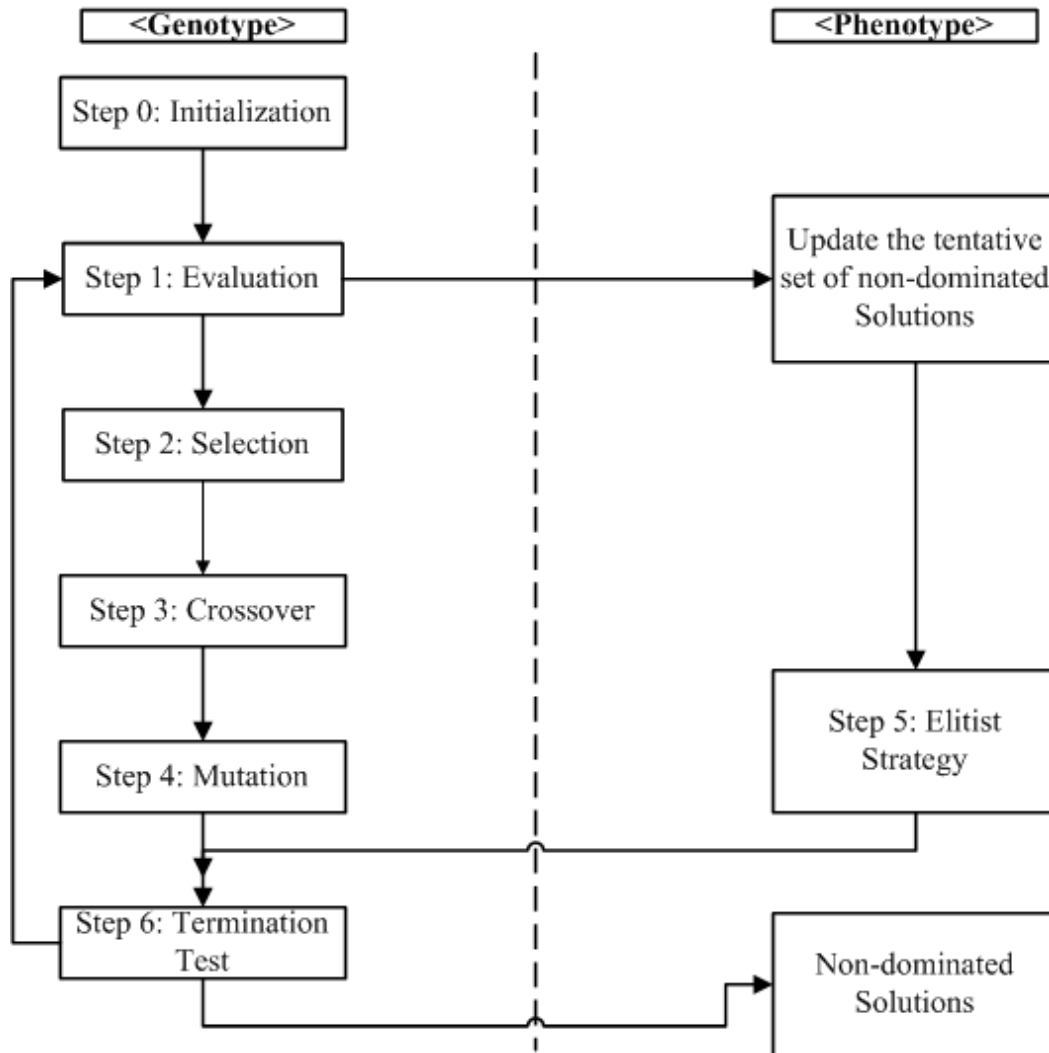 <Genotype>
<Phenotype>
Step 0: Initialization
Step 1: Evaluation
Update the tentative
set of non-dominated
Solutions
Step 2: Selection
Step 3: Crossover
Step 4: Mutation
Step 5: Elitist
Strategy
Step 6: Termination
Test
Non-dominated
Solutions